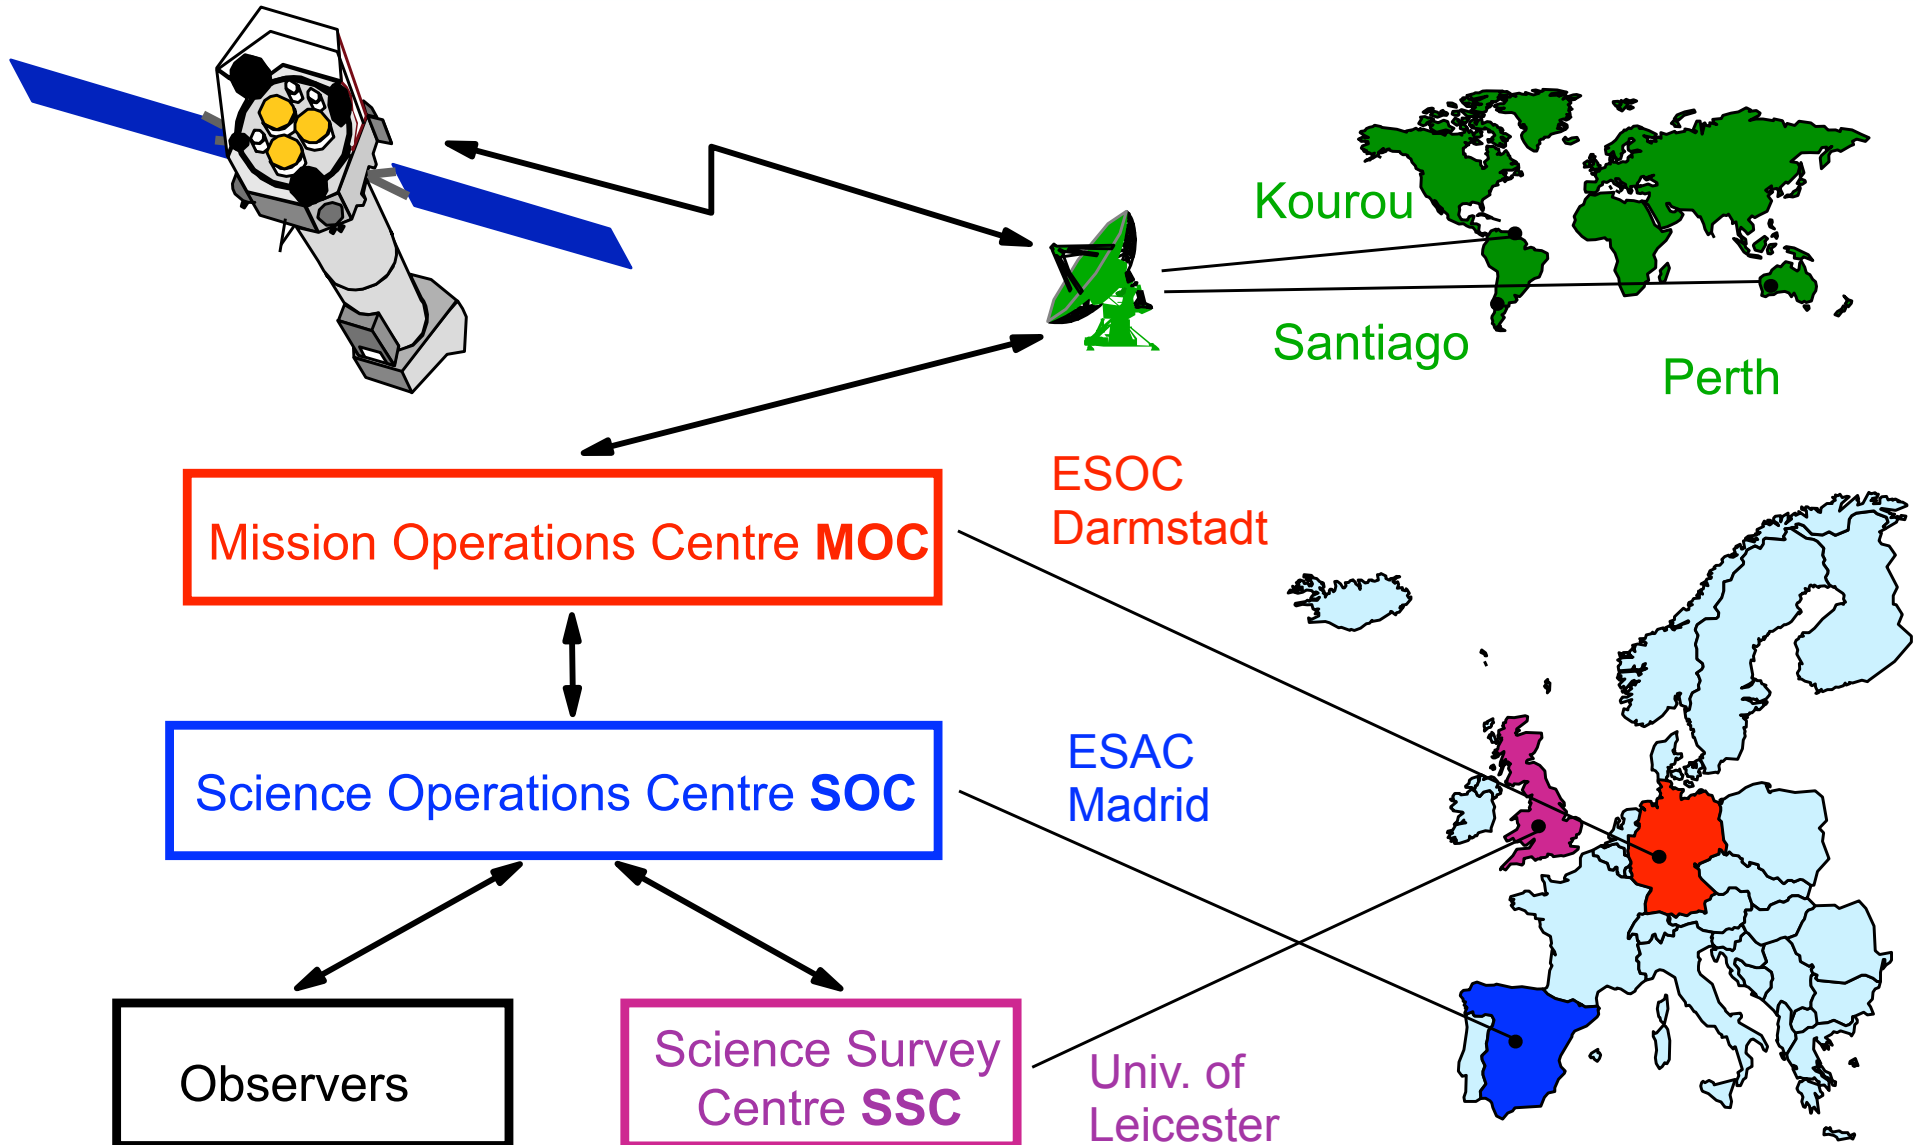 Kourou
Santiago
Perth
ESOC
Darmstadt
Mission Operations Centre MOC
ESAC
Madrid
Science Operations Centre SOC
Observers
Science Survey
Centre SSC
Univ. of
Leicester